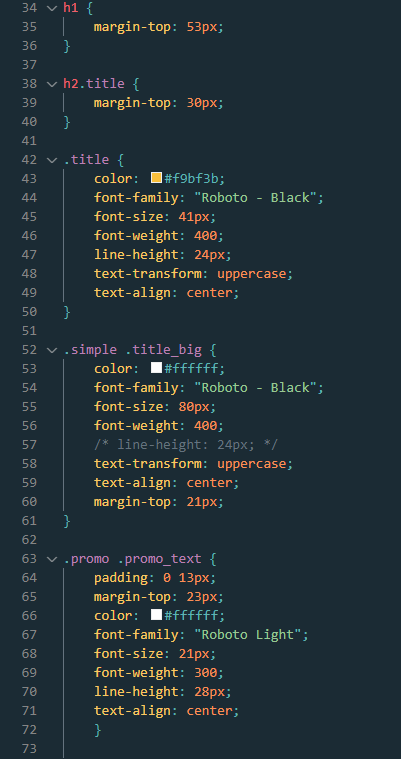 34 h1 {
35 margin-top: 53px;
36 }
37
38 h2.title {
39 margin-top: 30px;
40 }
41
42 .title {
43 color: #f9bf3b;
44 font-family: "Roboto - Black";
45 font-size: 41px;
46 font-weight: 400;
47 line-height: 24px;
48 text-transform: uppercase;
49 text-align: center;
50 }
51
52 .simple .title_big {
53 color: #ffffff;
54 font-family: "Roboto - Black";
55 font-size: 80px;
56 font-weight: 400;
57 /* line-height: 24px; */
58 text-transform: uppercase;
59 text-align: center;
60 margin-top: 21px;
61 }
62
63 .promo .promo_text {
64 padding: 0 13px;
65 margin-top: 23px;
66 color: #ffffff;
67 font-family: "Roboto Light";
68 font-size: 21px;
69 font-weight: 300;
70 line-height: 28px;
71 text-align: center;
72 }
73